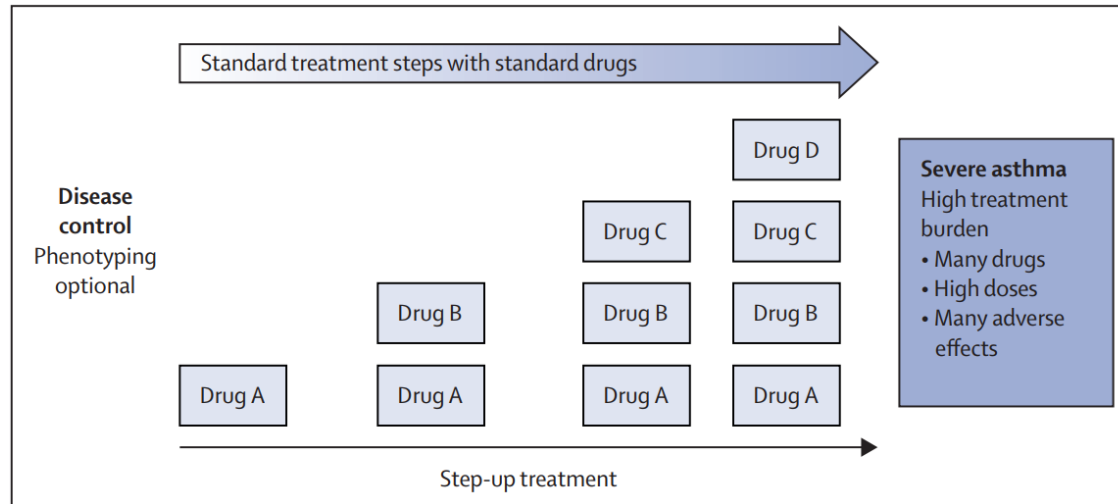 Standard treatment steps with standard drugs
Disease
control
Phenotyping
optional
Drug D
Drug C
Drug C
Drug B
Drug B
Drug B
Drug A
Drug A
Drug A
Drug A
Step-up treatment
Severe asthma
High treatment
burden
• Many drugs
• High doses
• Many adverse
effects